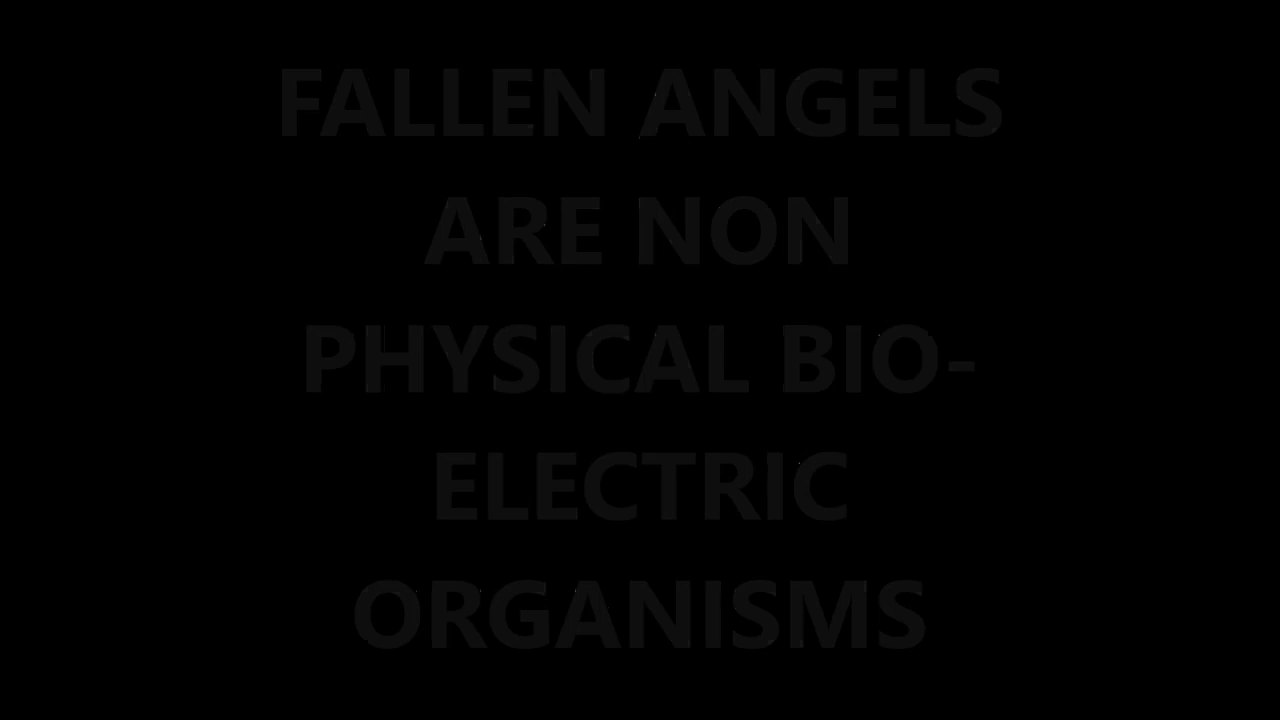 FALLEN ANGELS
ARE NON
PHYSICAL BIO-
ELECTRIC
ORGANISMS